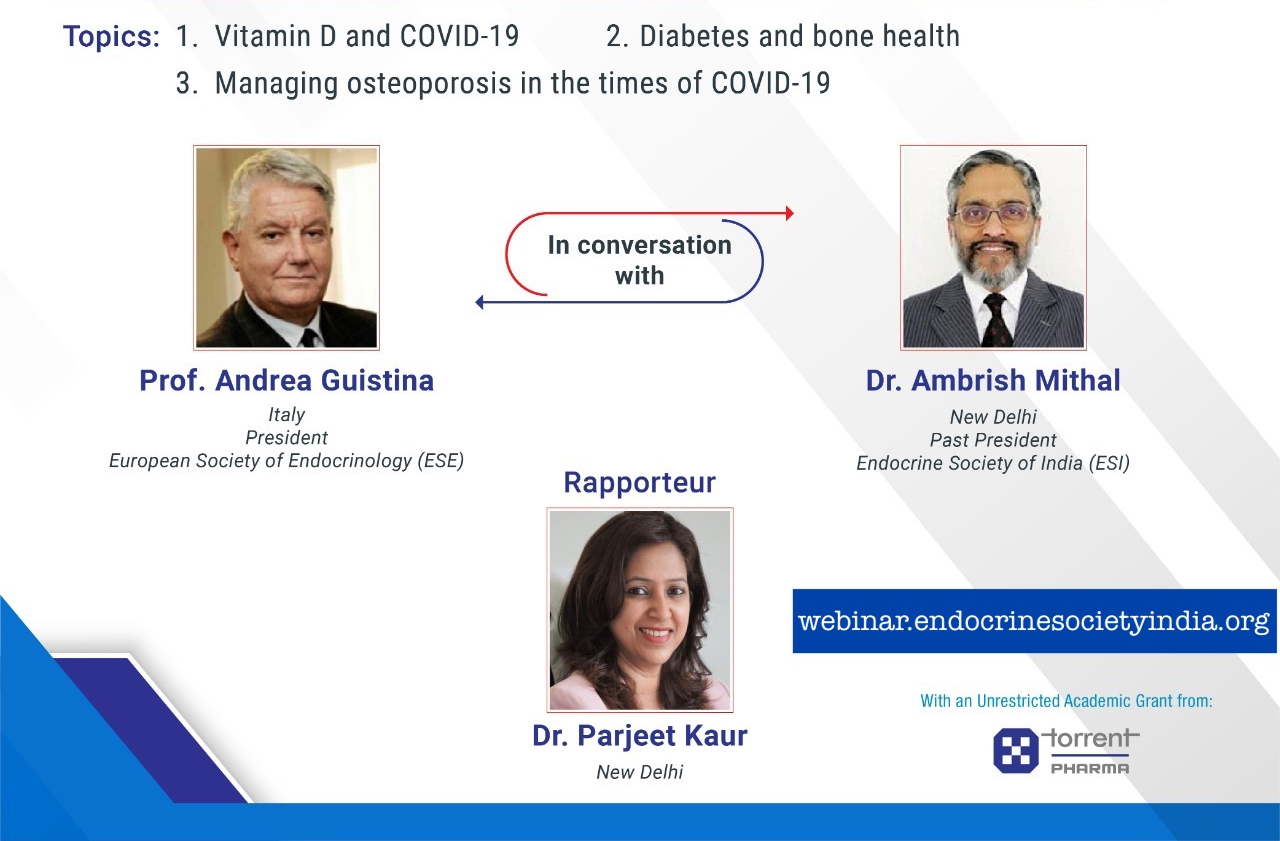 Topics: 1. Vitamin D and COVID-19 2. Diabetes and bone health
3. Managing osteoporosis in the times of COVID-19
In conversation
with
Prof. Andrea Guistina
Italy
President
European Society of Endocrinology (ESE)
Dr. Ambrish Mithal
New Delhi
Past President
Endocrine Society of India (ESI)
Rapporteur
Dr. Parjeet Kaur
New Delhi
webinar.endocrinesocietyindia.org
With an Unrestricted Academic Grant from:
torrent
PHARMA